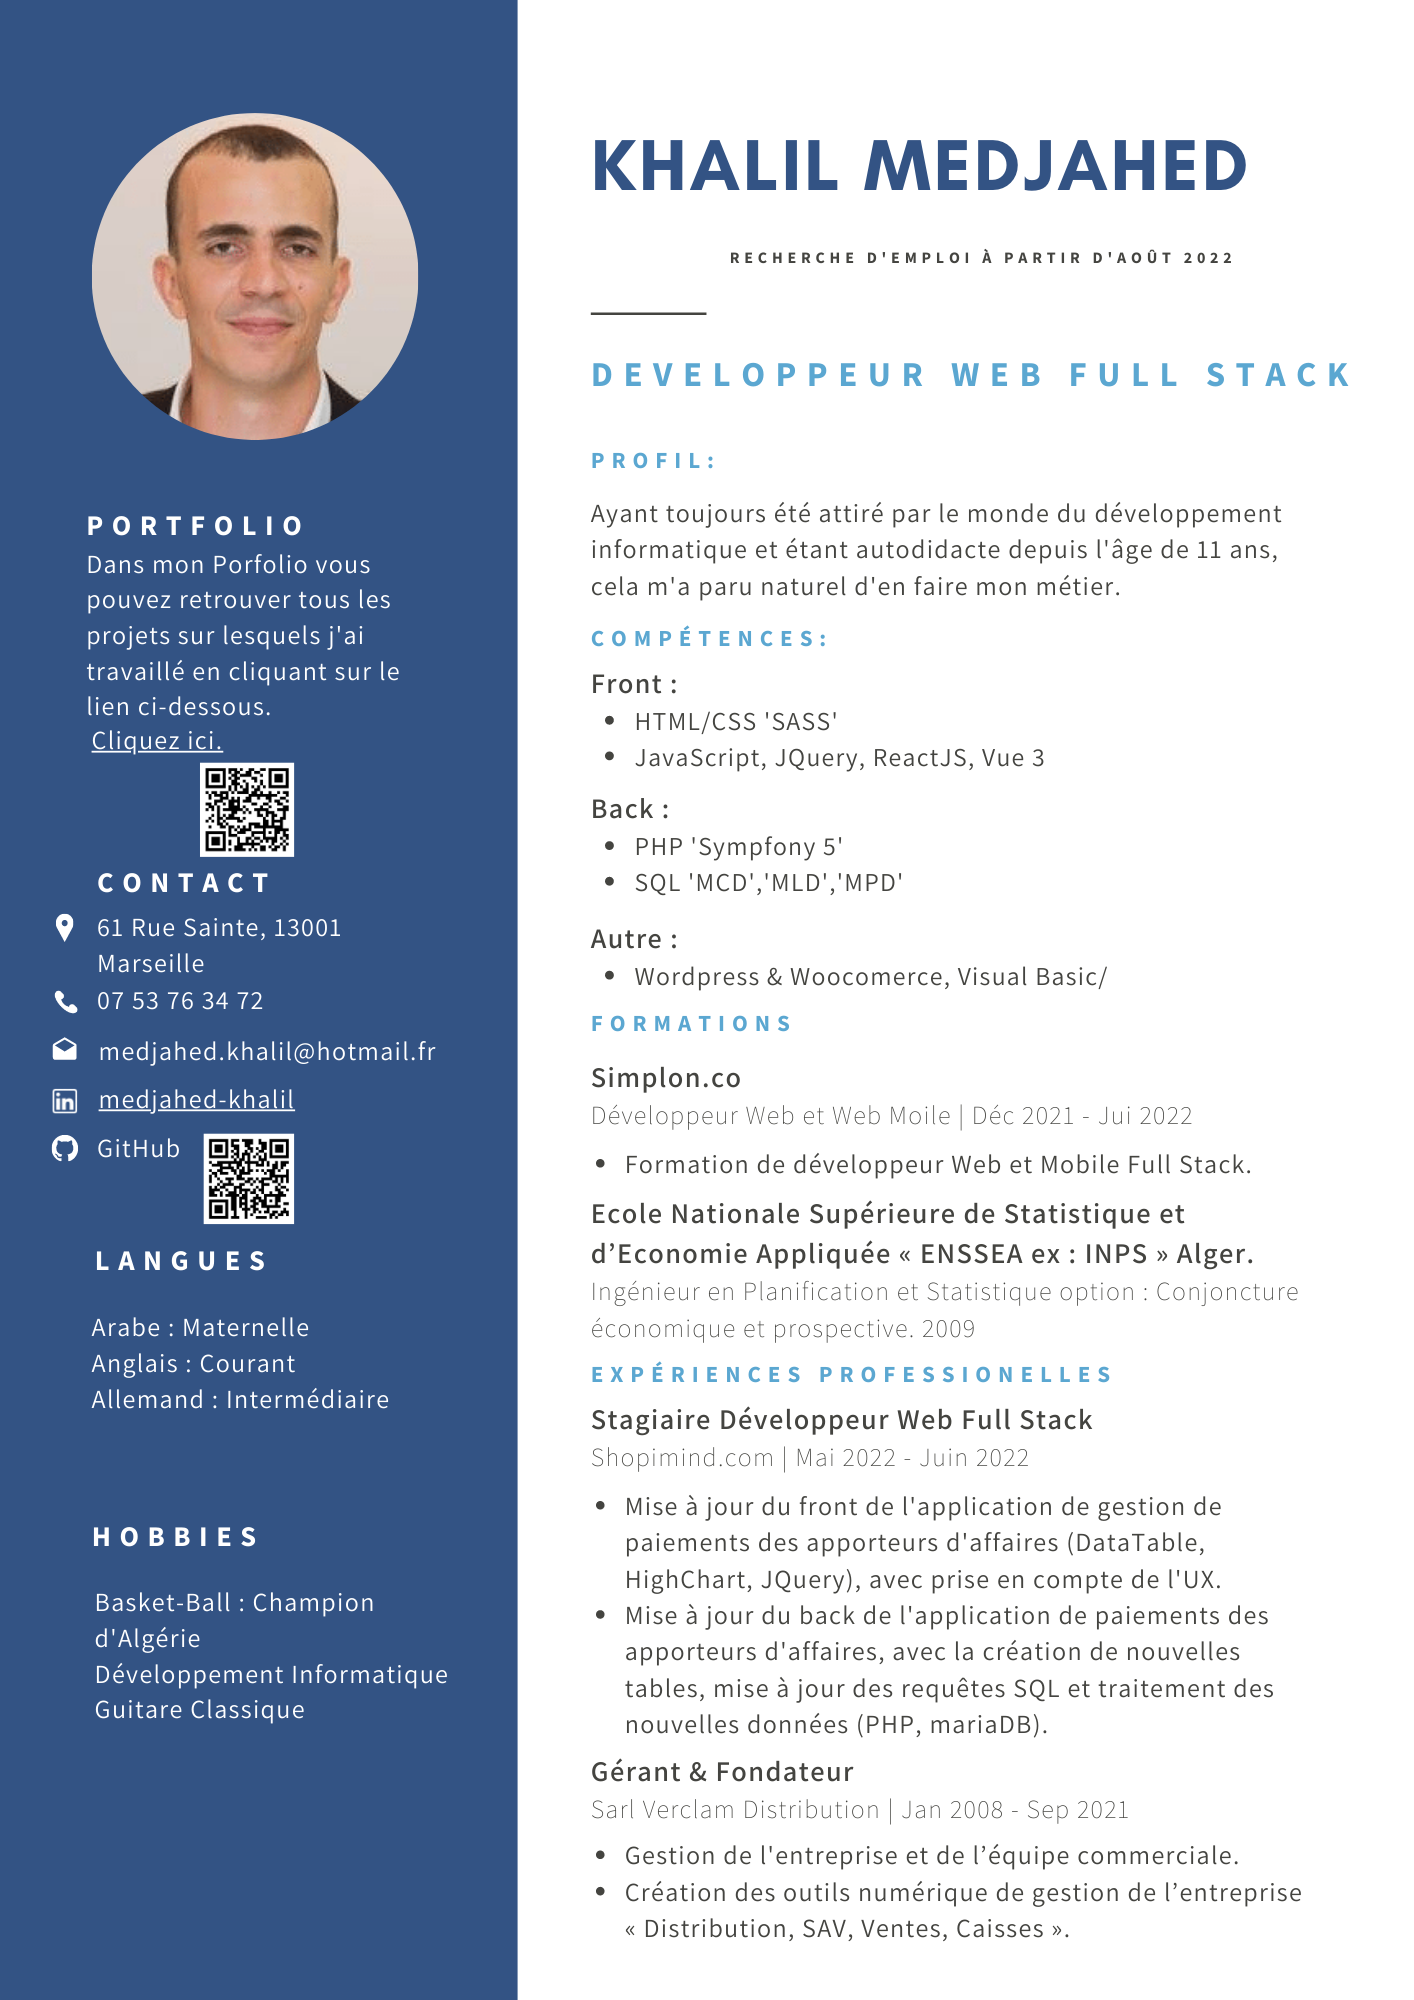 PORTFOLIO
Dans mon Porfolio vous
pouvez retrouver tous les
projets sur lesquels j'ai
travaillé en cliquant sur le
lien ci-dessous.
Cliquez ici.
CONTACT
61 Rue Sainte, 13001
Marseille
07 53 76 34 72
medjahed.khalil@hotmail.fr
in medjahed-khalil
GitHub
LANGUES
Arabe : Maternelle
Anglais : Courant
Allemand : Intermédiaire
HOBBIES
Basket-Ball : Champion
d'Algérie
Développement Informatique
Guitare Classique
KHALIL MEDJAHED
RECHERCHE D'EMPLOI À PARTIR D'AOÛT 2022
DEVELOPPEUR WEB FULL STACK
PROFIL:
Ayant toujours été attiré par le monde du développement
informatique et étant autodidacte depuis l'âge de 11 ans,
cela m'a paru naturel d'en faire mon métier.
COMPÉTENCES:
Front :
• HTML/CSS 'SASS'
• JavaScript, JQuery, ReactJS, Vue 3
Back :
• PHP 'Sympfony 5'
• SQL 'MCD','MLD','MPD'
Autre :
• Wordpress & Woocomerce, Visual Basic/
FORMATIONS
Simplon.co
Développeur Web et Web Moile | Déc 2021 - Jui 2022
• Formation de développeur Web et Mobile Full Stack.
Ecole Nationale Supérieure de Statistique et
d’Economie Appliquée « ENSSEA ex : INPS » Alger.
Ingénieur en Planification et Statistique option : Conjoncture
économique et prospective. 2009
EXPÉRIENCES PROFESSIONELLES
Stagiaire Développeur Web Full Stack
Shopimind.com | Mai 2022 - Juin 2022
• Mise à jour du front de l'application de gestion de
paiements des apporteurs d'affaires (DataTable,
HighChart, JQuery), avec prise en compte de l'UX.
• Mise à jour du back de l'application de paiements des
apporteurs d'affaires, avec la création de nouvelles
tables, mise à jour des requêtes SQL et traitement des
nouvelles données (PHP, mariaDB).
Gérant & Fondateur
Sarl Verclam Distribution | Jan 2008 - Sep 2021
• Gestion de l'entreprise et de l’équipe commerciale.
• Création des outils numérique de gestion de l’entreprise
« Distribution, SAV, Ventes, Caisses ».